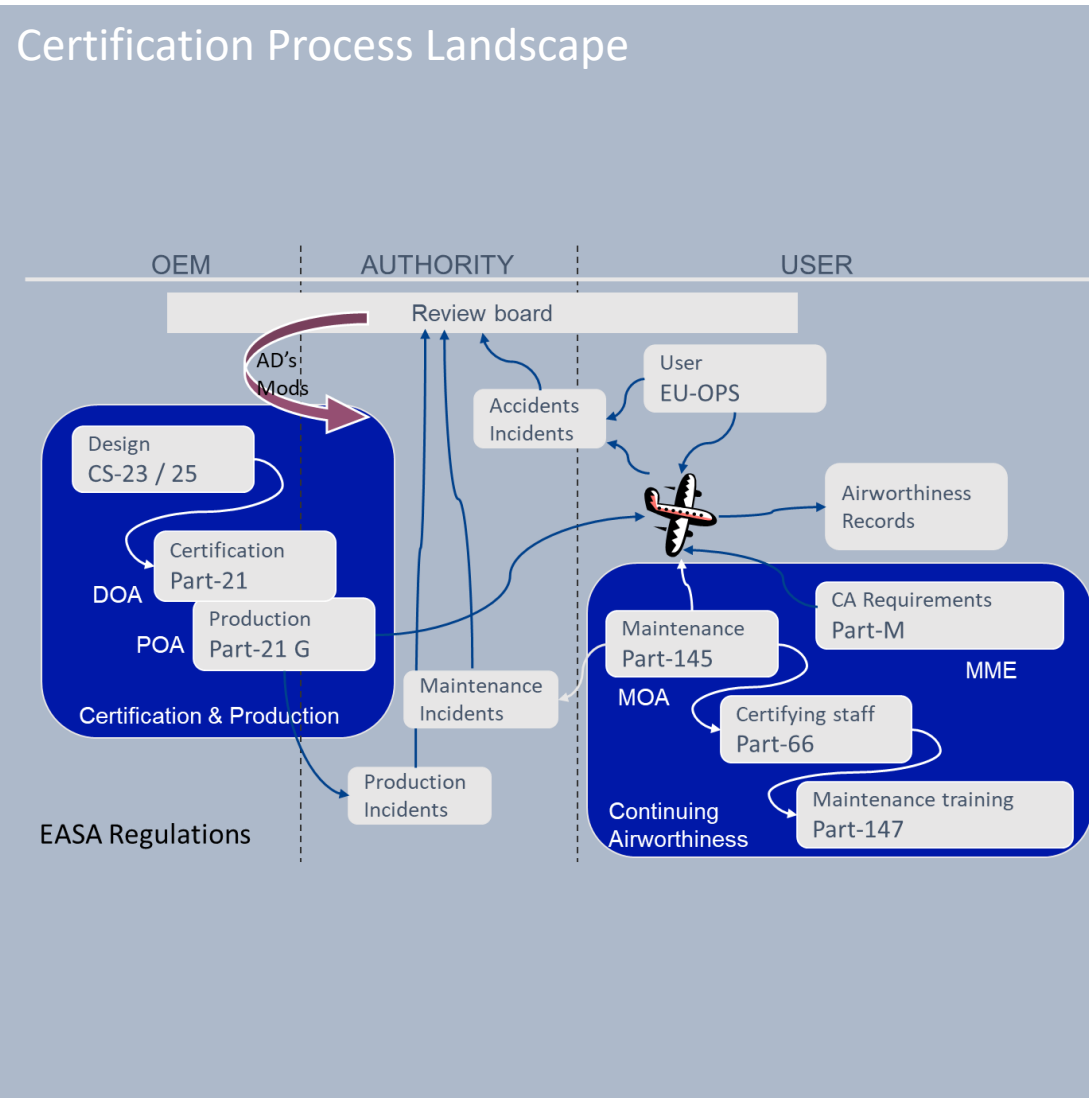 Certification Process Landscape
OEM
AUTHORITY
USER
Review board
AD's
Mods
User
EU-OPS
Accidents
Incidents
Design
CS-23 / 25
Airworthiness
Records
Certification
Part-21
DOA
Production
Part-21 G
POA
CA Requirements
Part-M
MME
Maintenance
Part-145
MOA
Maintenance
Incidents
Certifying staff
Part-66
Certification & Production
Production
Incidents
Maintenance training
Part-147
Continuing
Airworthiness
EASA Regulations